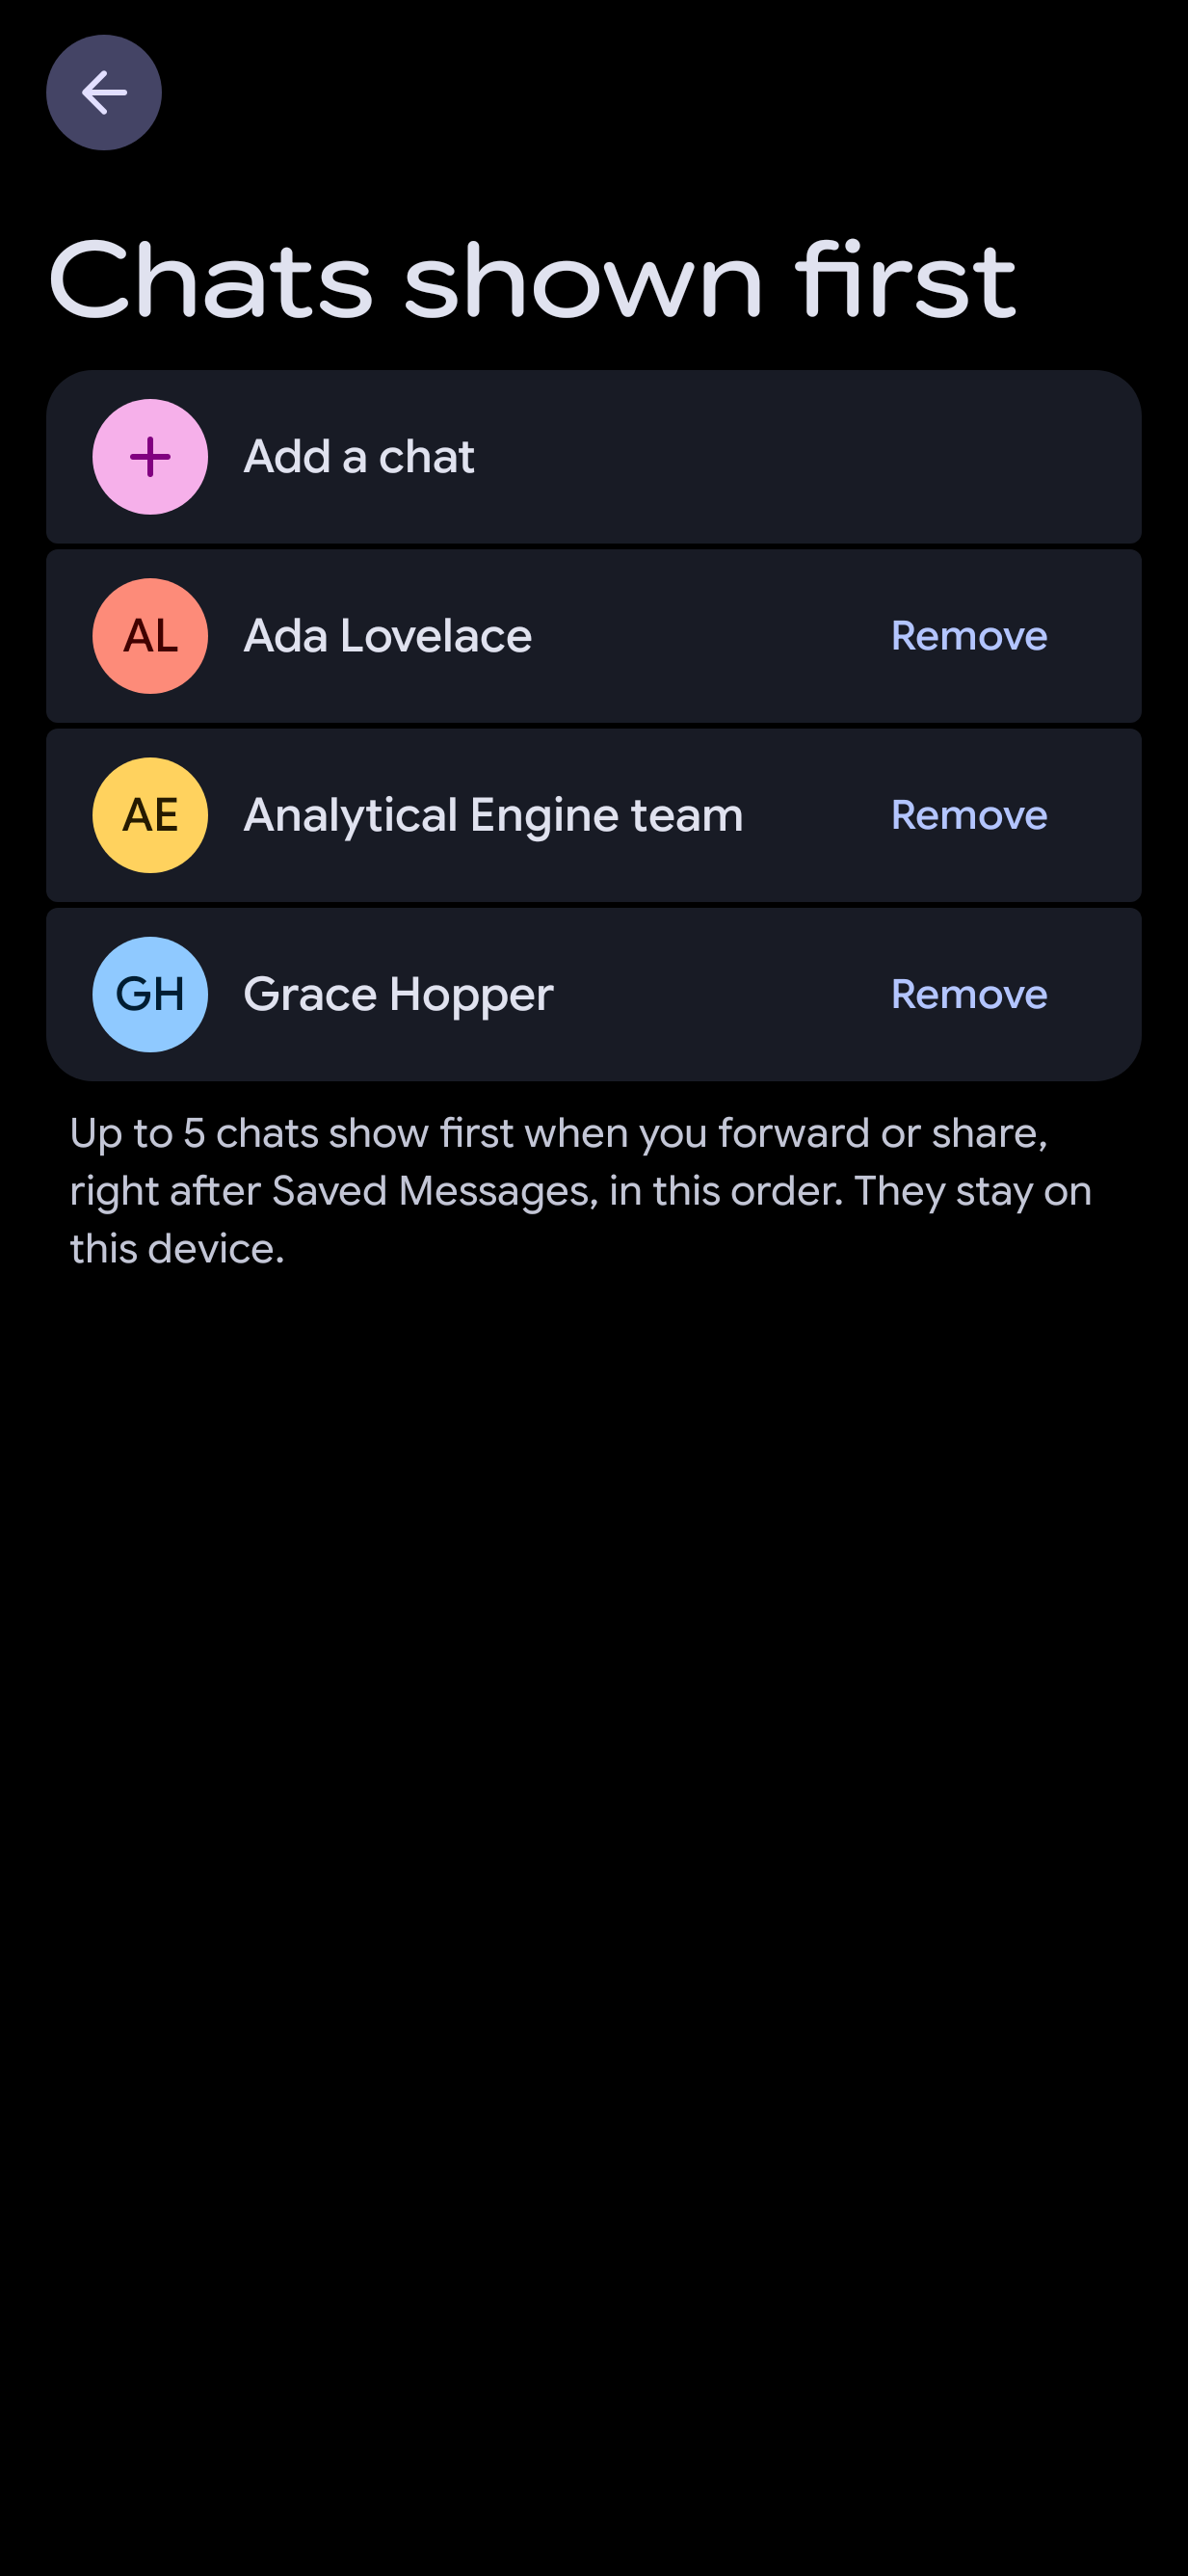 Chats shown first
Add a chat
AL Ada Lovelace Remove
AE Analytical Engine team Remove
GH Grace Hopper Remove
Up to 5 chats show first when you forward or share,
right after Saved Messages, in this order. They stay on
this device.